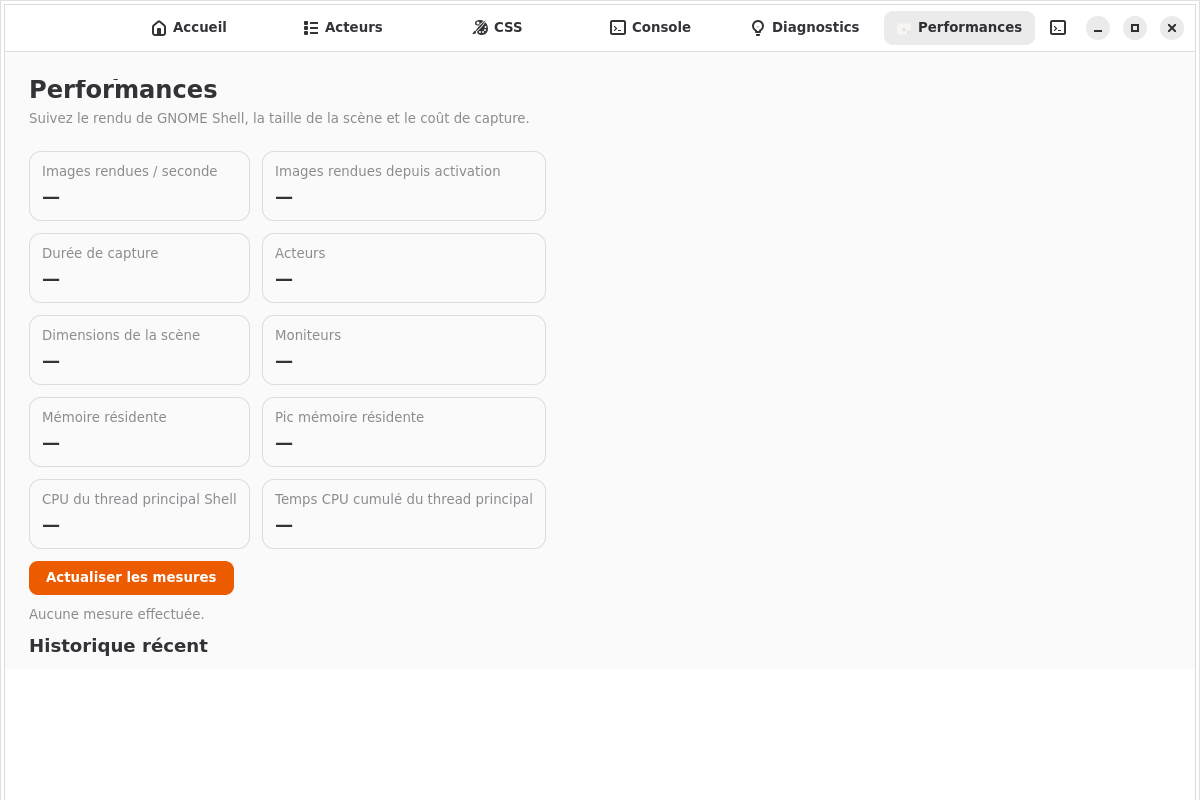 Accueil
Acteurs
CSS
Console
Diagnostics
Performances
Performances
Suivez le rendu de GNOME Shell, la taille de la scène et le coût de capture.
Images rendues / seconde
—
Images rendues depuis activation
—
Durée de capture
—
Acteurs
—
Dimensions de la scène
—
Moniteurs
—
Mémoire résidente
—
Pic mémoire résidente
—
CPU du thread principal Shell
—
Temps CPU cumulé du thread principal
—
Actualiser les mesures
Aucune mesure effectuée.
Historique récent